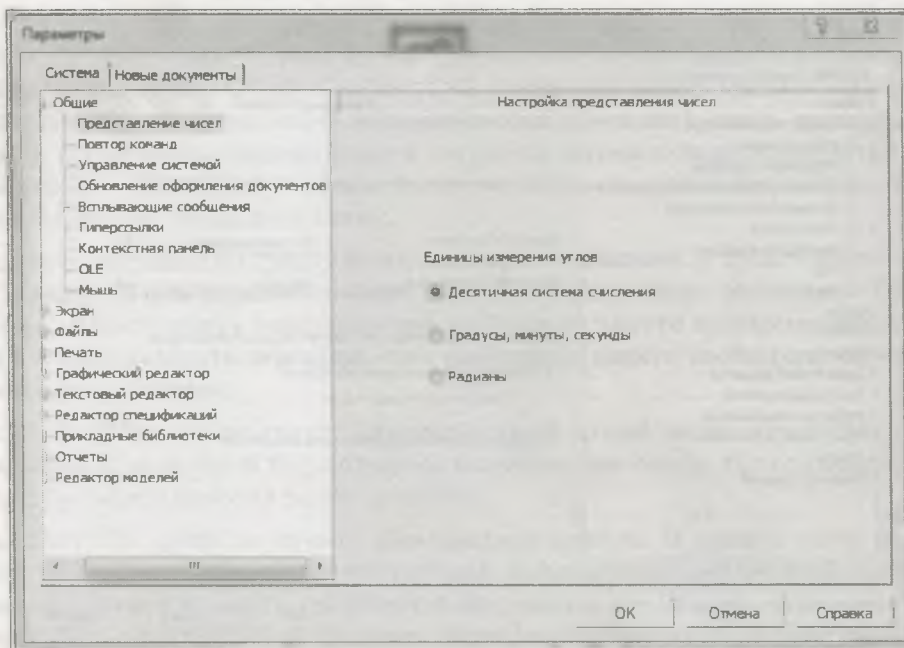 Параметры
Система
Новые документы
Общие
Представление чисел
Повтор команд
Управление системой
Обновление оформления документов
Всплывающие сообщения
Гиперссылки
Контекстная панель
OLE
Мышь
Экран
Файлы
Печать
Графический редактор
Текстовый редактор
Редактор спецификаций
Прикладные библиотеки
Отчеты
Редактор моделей
Настройка представления чисел
Единицы измерения углов
Десятичная система счисления
Градусы, минуты, секунды
Радианы
OK
Отмена
Справка